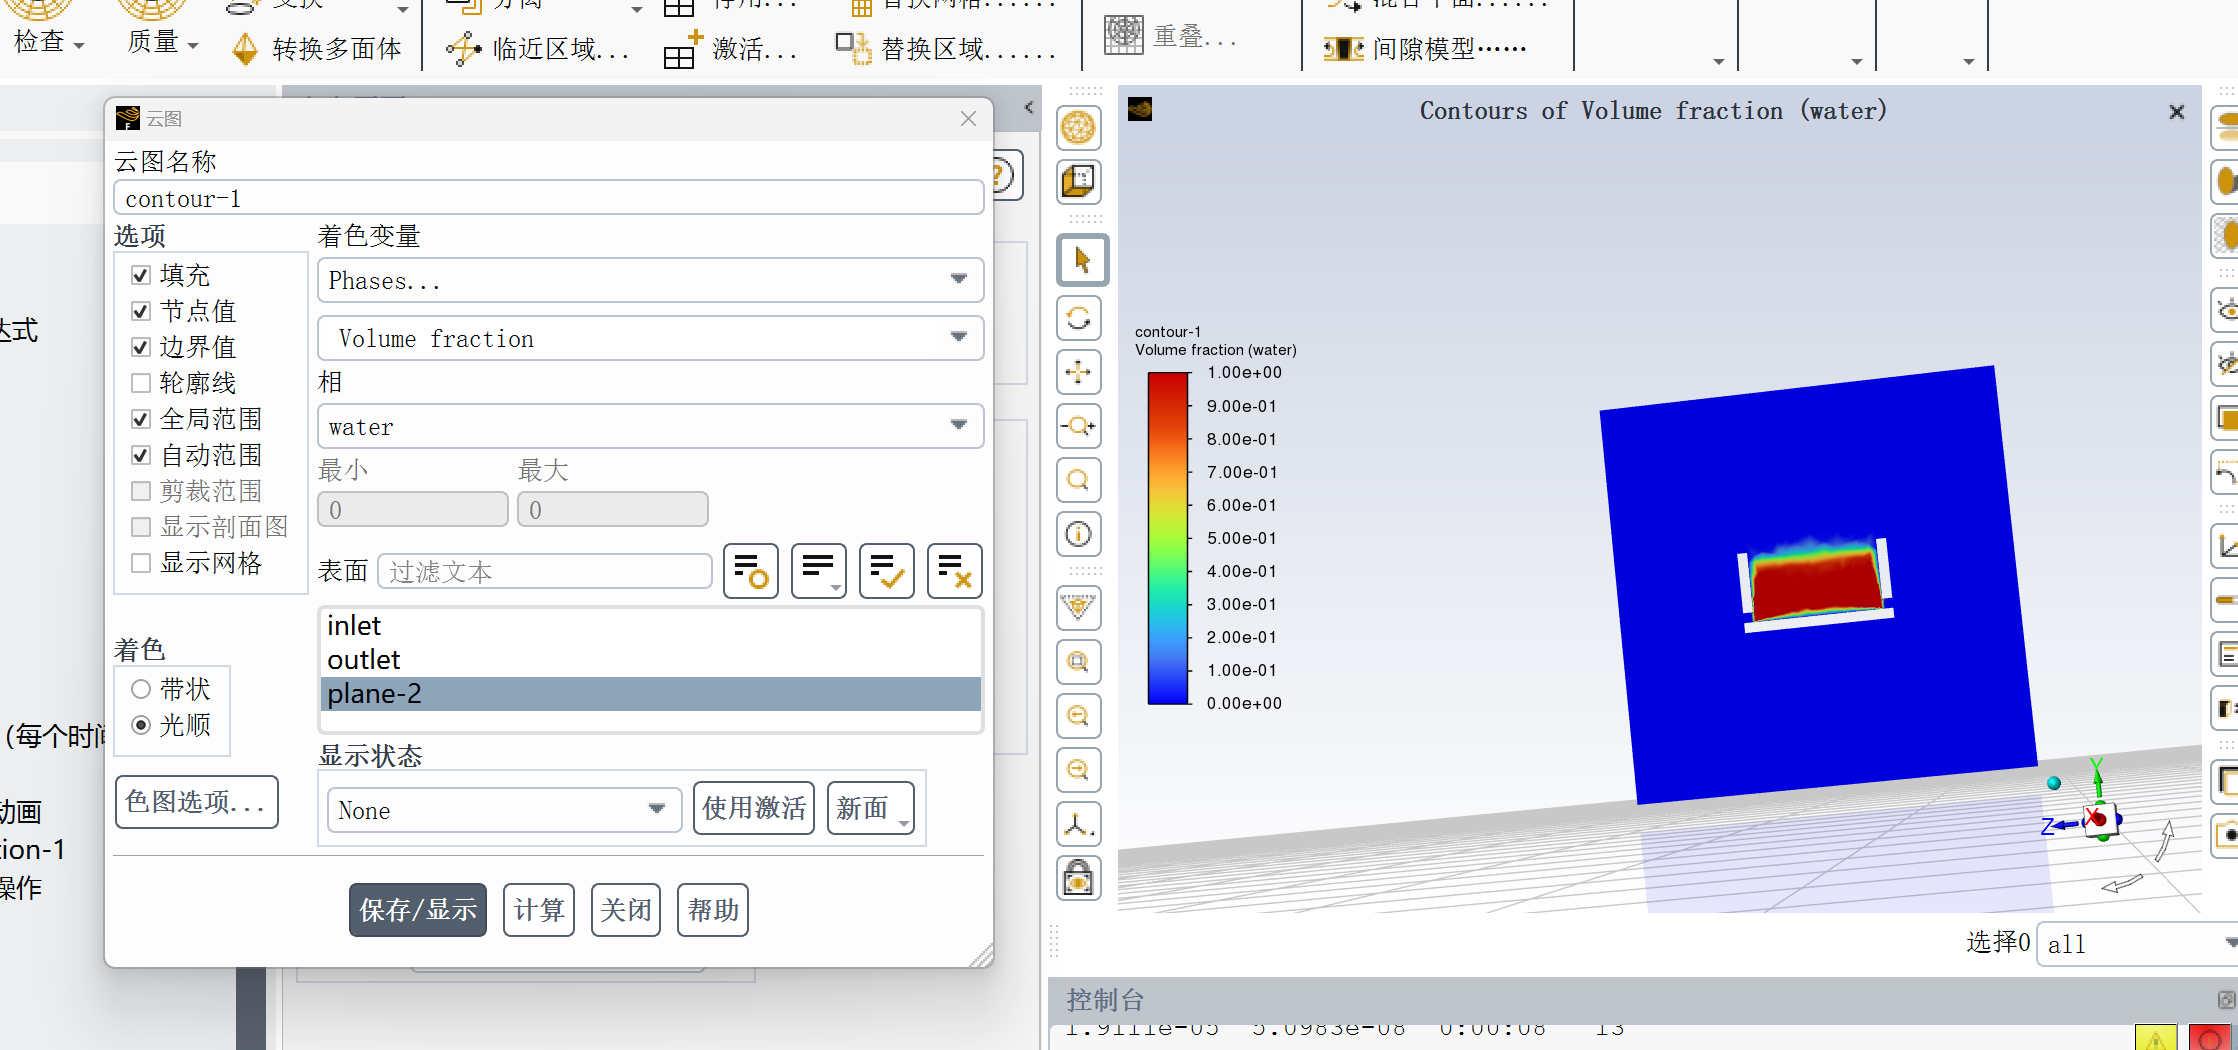 检查
质量
转换多面体
临近区域...
激活...
替换区域......
重叠...
间隙模型......
云图
云图名称
contour-1
选项
填充
节点值
边界值
轮廓线
全局范围
自动范围
剪裁范围
显示剖面图
显示网格
着色
带状
光顺
色图选项...
着色变量
Phases...
Volume fraction
相
water
最小
最大
0
0
表面
过滤文本
inlet
outlet
plane-2
显示状态
None
使用激活
新面
保存/显示
计算
关闭
帮助
达式
(每个时间
动画
tion-1
操作
Contours of Volume fraction (water)
contour-1
Volume fraction (water)
1.00e+00
9.00e-01
8.00e-01
7.00e-01
6.00e-01
5.00e-01
4.00e-01
3.00e-01
2.00e-01
1.00e-01
0.00e+00
Y
X
Z
选择0
all
控制台
1.9111e-05 5.0983e-08 0:00:08 13